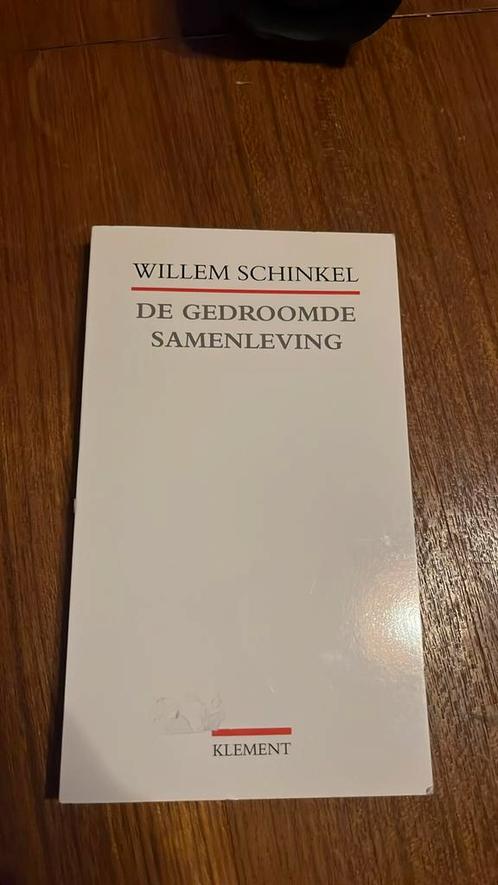 WILLEM SCHINKEL
DE GEDROOMDE
SAMENLEVING
KLEMENT